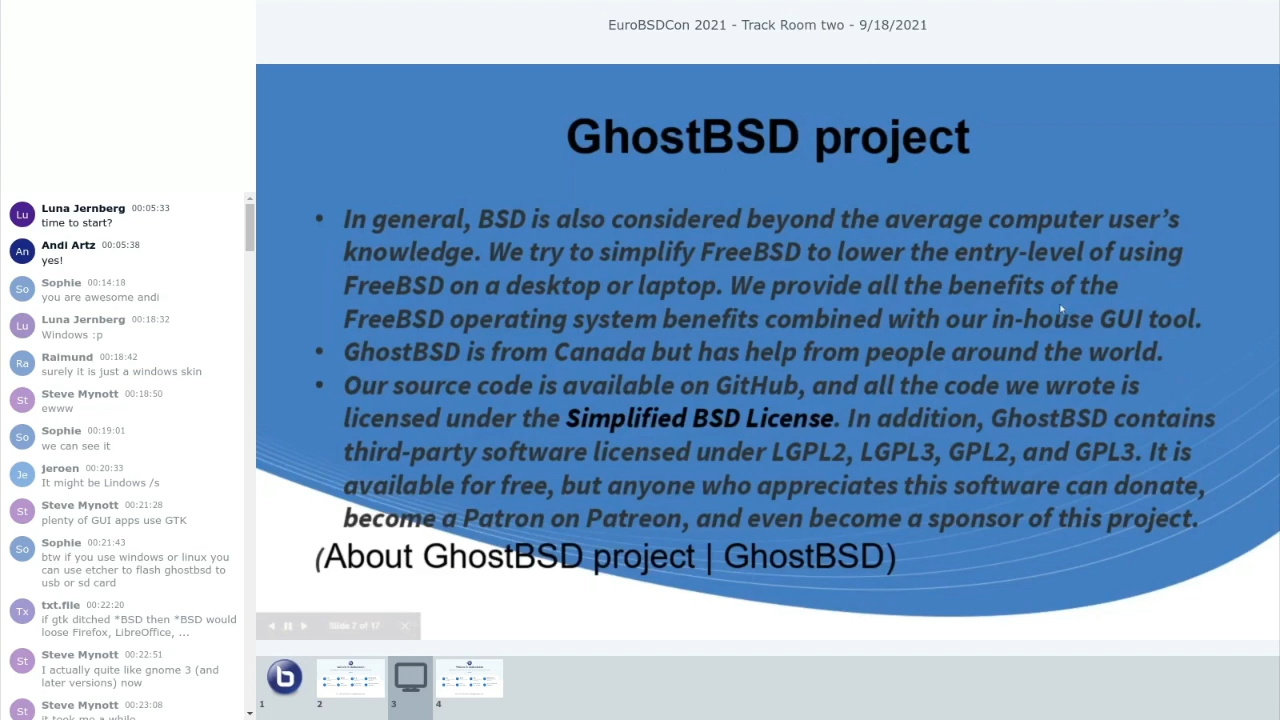 EuroBSDCon 2021 - Track Room two - 9/18/2021
Lu
Luna Jernberg 00:05:33
time to start?
An
Andi Artz 00:05:38
yes!
So
Sophie 00:14:18
you are awesome andi
Lu
Luna Jernberg 00:18:32
Windows :p
Ra
Raimund 00:18:42
surely it is just a windows skin
St
Steve Mynott 00:18:50
ewww
So
Sophie 00:19:01
we can see it
Je
jeroen 00:20:33
It might be Lindows /s
St
Steve Mynott 00:21:28
plenty of GUI apps use GTK
So
Sophie 00:21:43
btw if you use windows or linux you
can use etcher to flash ghostbsd to
usb or sd card
Tx
txt.file 00:22:20
if gtk ditched *BSD then *BSD would
loose Firefox, LibreOffice, ...
St
Steve Mynott 00:22:51
I actually quite like gnome 3 (and
later versions) now
St
Steve Mynott 00:23:08
it took me a while
GhostBSD project
• In general, BSD is also considered beyond the average computer user’s
knowledge. We try to simplify FreeBSD to lower the entry-level of using
FreeBSD on a desktop or laptop. We provide all the benefits of the
FreeBSD operating system benefits combined with our in-house GUI tool.
• GhostBSD is from Canada but has help from people around the world.
• Our source code is available on GitHub, and all the code we wrote is
licensed under the Simplified BSD License. In addition, GhostBSD contains
third-party software licensed under LGPL2, LGPL3, GPL2, and GPL3. It is
available for free, but anyone who appreciates this software can donate,
become a Patron on Patreon, and even become a sponsor of this project.
(About GhostBSD project | GhostBSD)
Slide 7 of 17
b
1
2
3
4